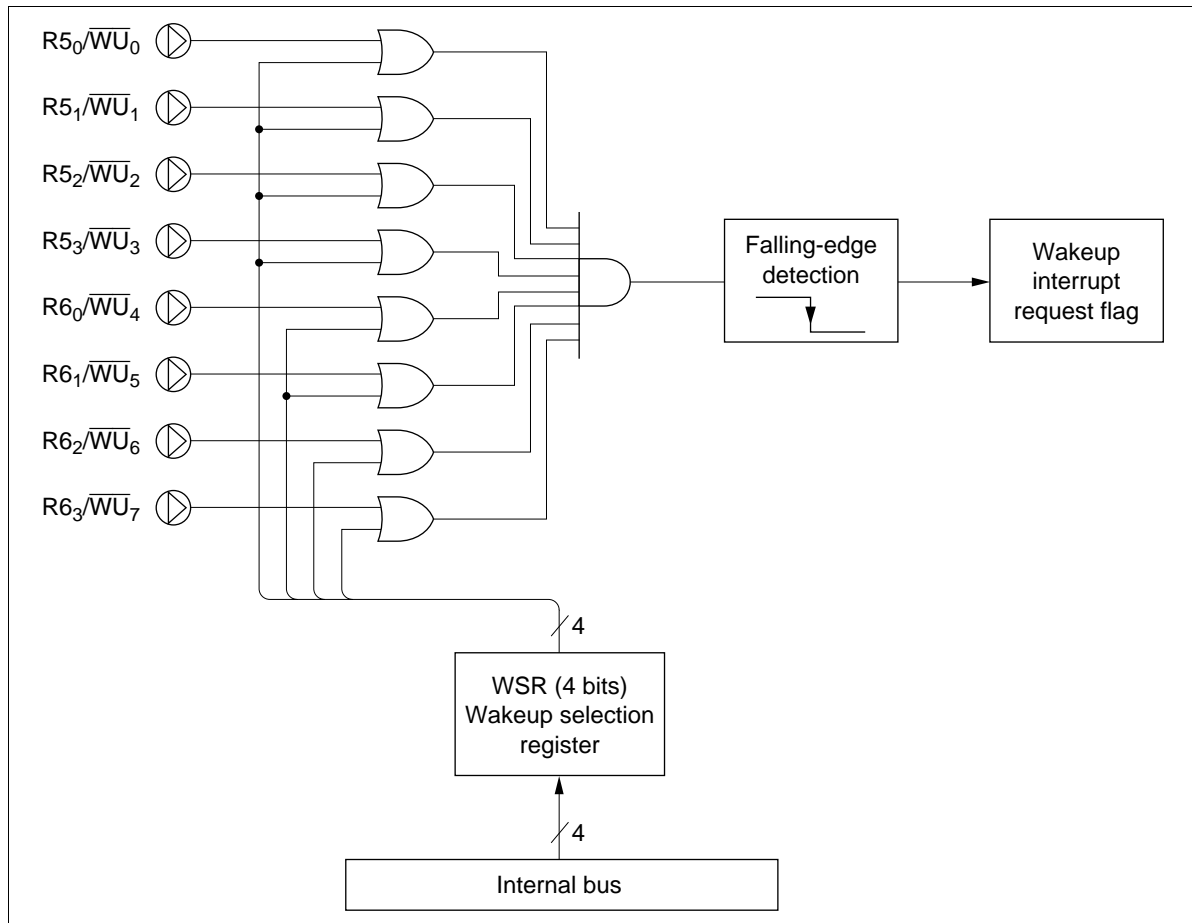 R5₀/W̅U̅₀
R5₁/W̅U̅₁
R5₂/W̅U̅₂
R5₃/W̅U̅₃
R6₀/W̅U̅₄
R6₁/W̅U̅₅
R6₂/W̅U̅₆
R6₃/W̅U̅₇
Falling-edge
detection
Wakeup
interrupt
request flag
4
WSR (4 bits)
Wakeup selection
register
4
Internal bus